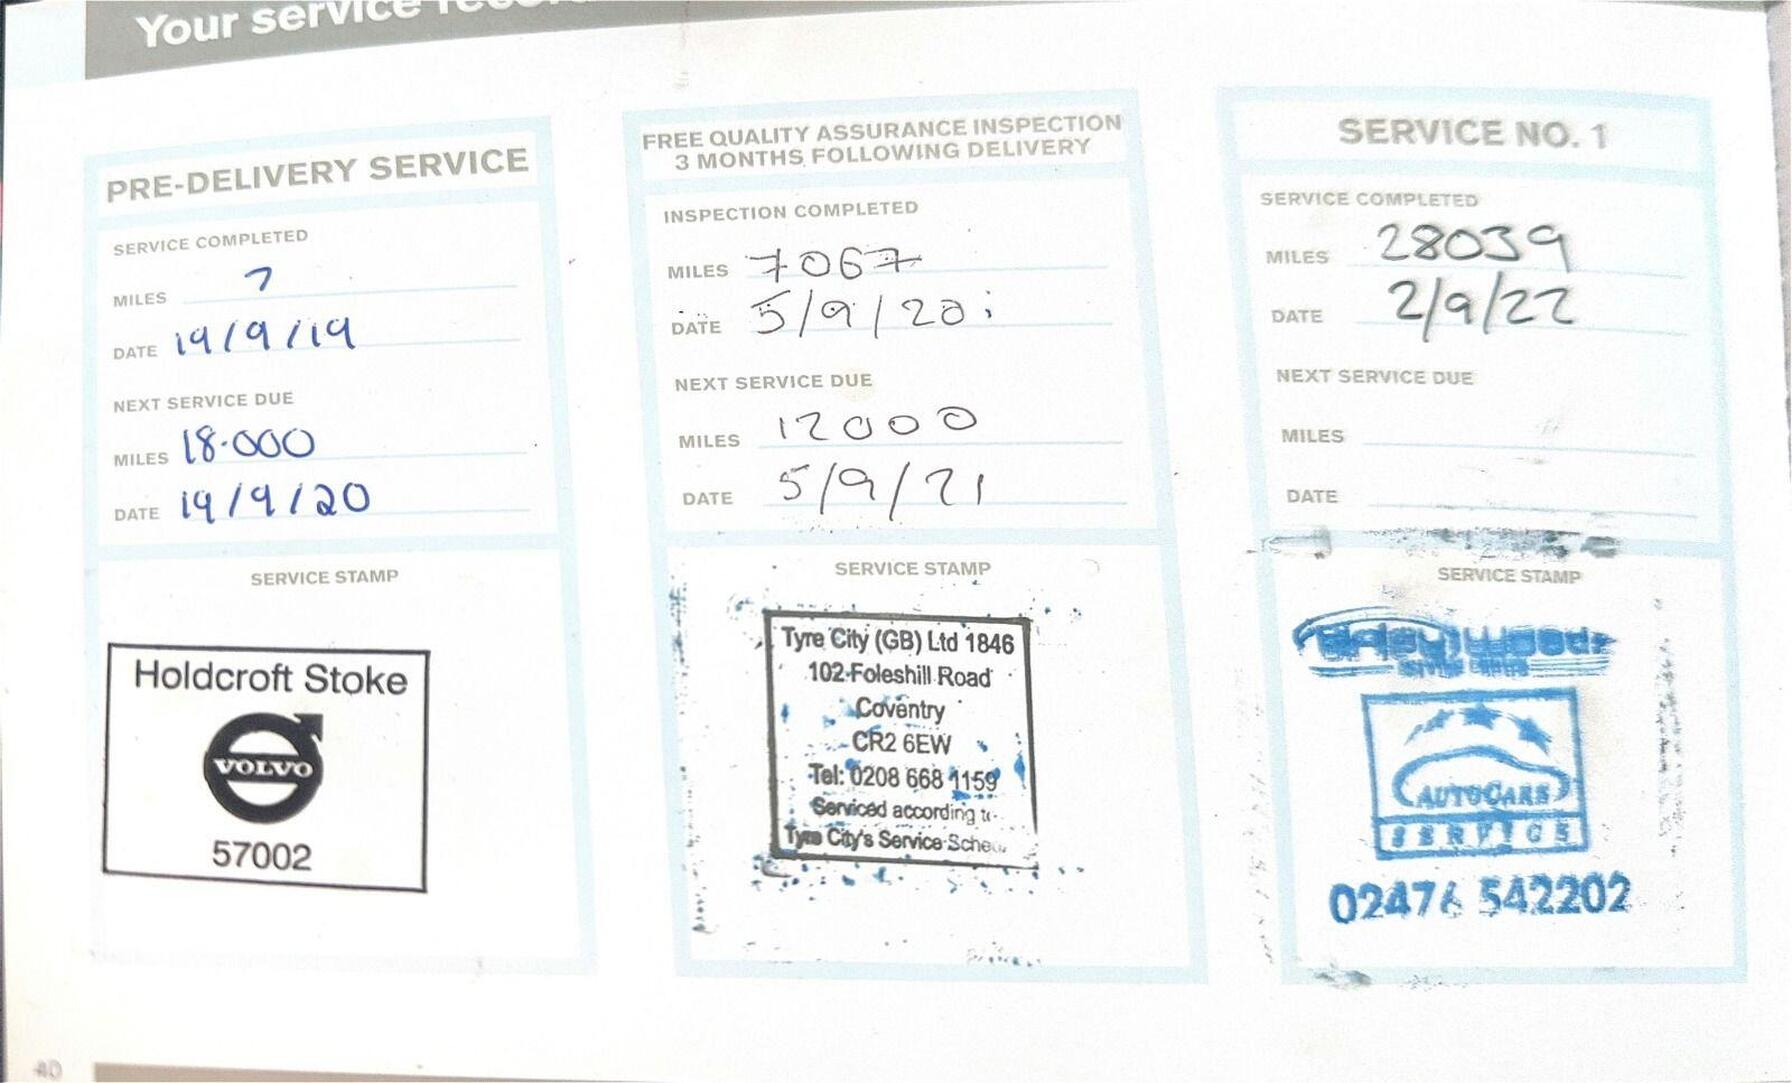 Your service
PRE-DELIVERY SERVICE
SERVICE COMPLETED
MILES 7
DATE 19/9/19
NEXT SERVICE DUE
MILES 18.000
DATE 19/9/20
SERVICE STAMP
Holdcroft Stoke
VOLVO
57002
FREE QUALITY ASSURANCE INSPECTION
3 MONTHS FOLLOWING DELIVERY
INSPECTION COMPLETED
MILES 7067
DATE 5/9/20
NEXT SERVICE DUE
MILES 12000
DATE 5/9/21
SERVICE STAMP
Tyre City (GB) Ltd 1846
102 Foleshill Road
Coventry
CR2 6EW
Tel: 0208 668 1159
Serviced according
Tyre City's Service
SERVICE NO. 1
SERVICE COMPLETED
MILES 28039
DATE 2/9/22
NEXT SERVICE DUE
MILES
DATE
SERVICE STAMP
AUTOCARS
SERVICE
02476 542202
40